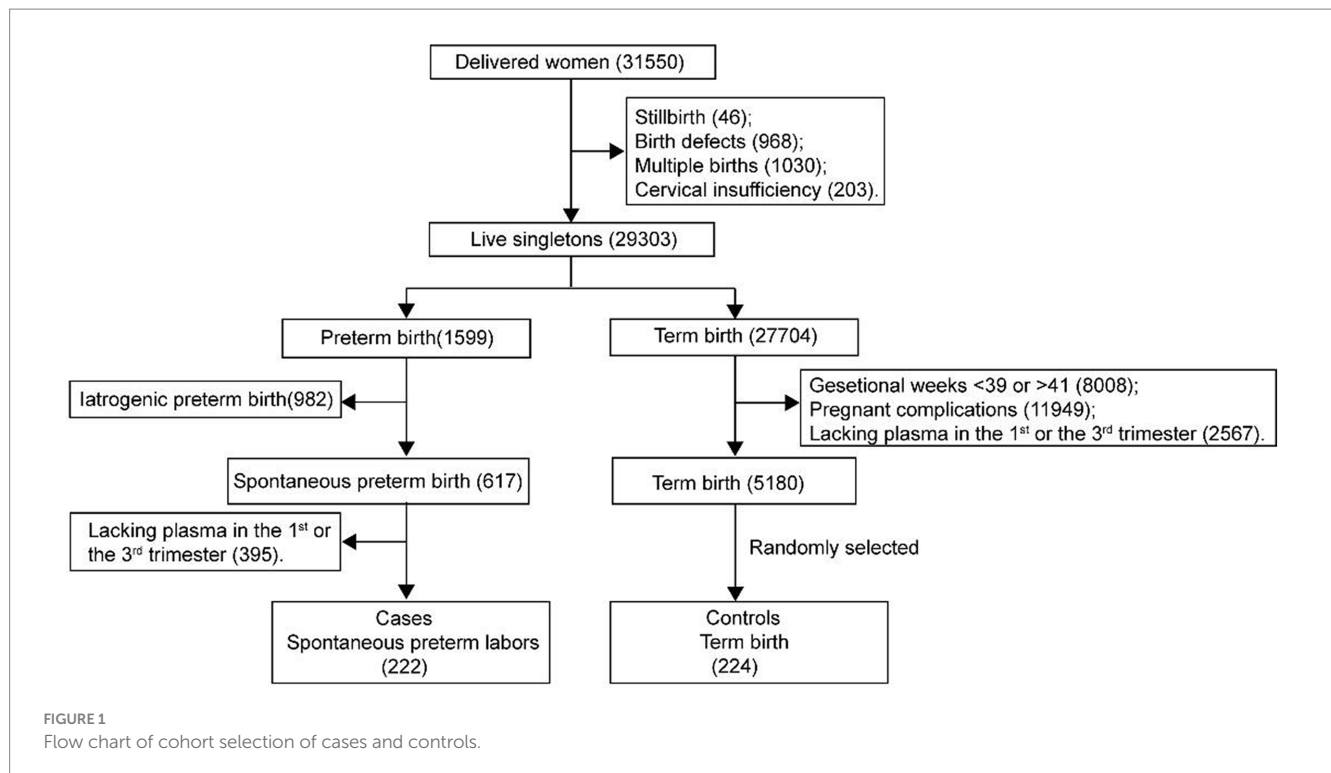 Delivered women (31550)
Stillbirth (46);
Birth defects (968);
Multiple births (1030);
Cervical insufficiency (203).
Live singletons (29303)
Preterm birth(1599)
Term birth (27704)
Iatrogenic preterm birth(982)
Gesetional weeks <39 or >41 (8008);
Pregnant complications (11949);
Lacking plasma in the 1st or the 3rd trimester (2567).
Spontaneous preterm birth (617)
Term birth (5180)
Lacking plasma in the 1st or
the 3rd trimester (395).
Randomly selected
Cases
Spontaneous preterm labors
(222)
Controls
Term birth
(224)
FIGURE 1
Flow chart of cohort selection of cases and controls.